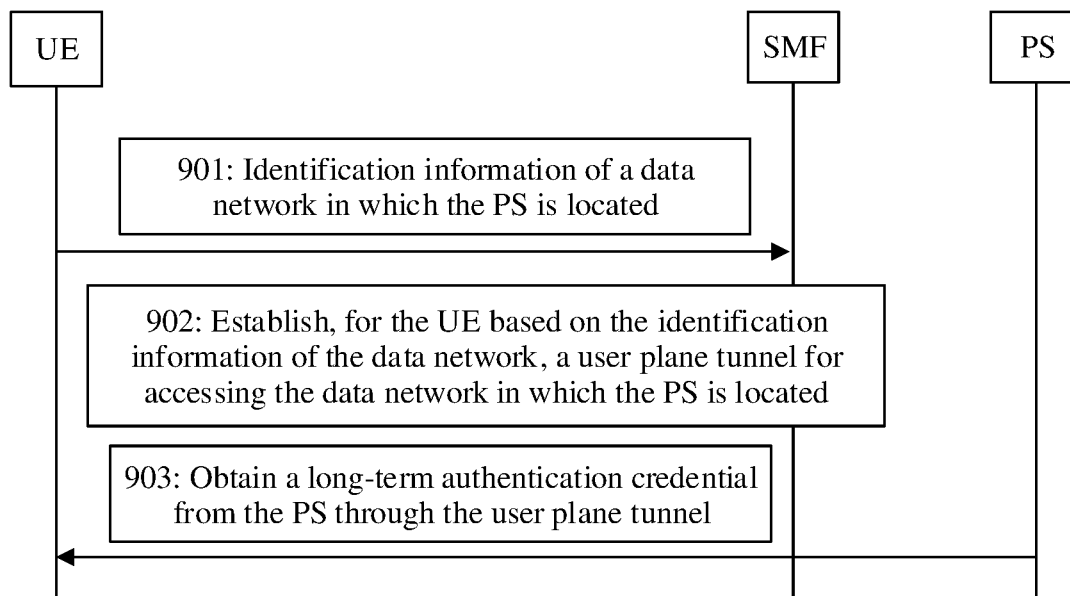 UE
SMF
PS
901: Identification information of a data
network in which the PS is located
902: Establish, for the UE based on the identification
information of the data network, a user plane tunnel for
accessing the data network in which the PS is located
903: Obtain a long-term authentication credential
from the PS through the user plane tunnel